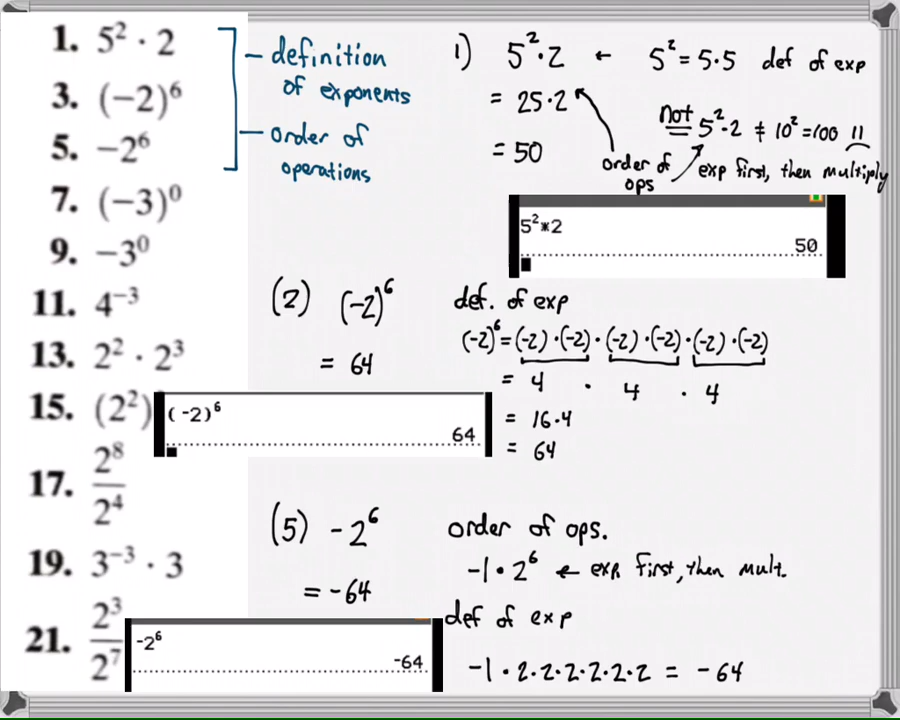 1. 5² · 2
3. (−2)⁶
5. −2⁶
7. (−3)⁰
9. −3⁰
11. 4⁻³
13. 2² · 2³
15. (2²)
17. 2⁸/2⁴
19. 3⁻³ · 3
21. 2³/2⁷
– definition
of exponents
– order of
operations
1) 5²·2 ← 5² = 5·5 def of exp
= 25·2
not 5²·2 ≠ 10² = 100 !!
= 50
order of
ops
exp first, then multiply
5²*2
50
(2) (-2)⁶
= 64
def. of exp
(-2)⁶ = (-2)·(-2)·(-2)·(-2)·(-2)·(-2)
= 4 · 4 · 4
= 16·4
= 64
(-2)⁶
64
(5) -2⁶
= -64
order of ops.
-1·2⁶ ← exp first, then mult.
def of exp
-1·2·2·2·2·2·2 = -64
-2⁶
-64